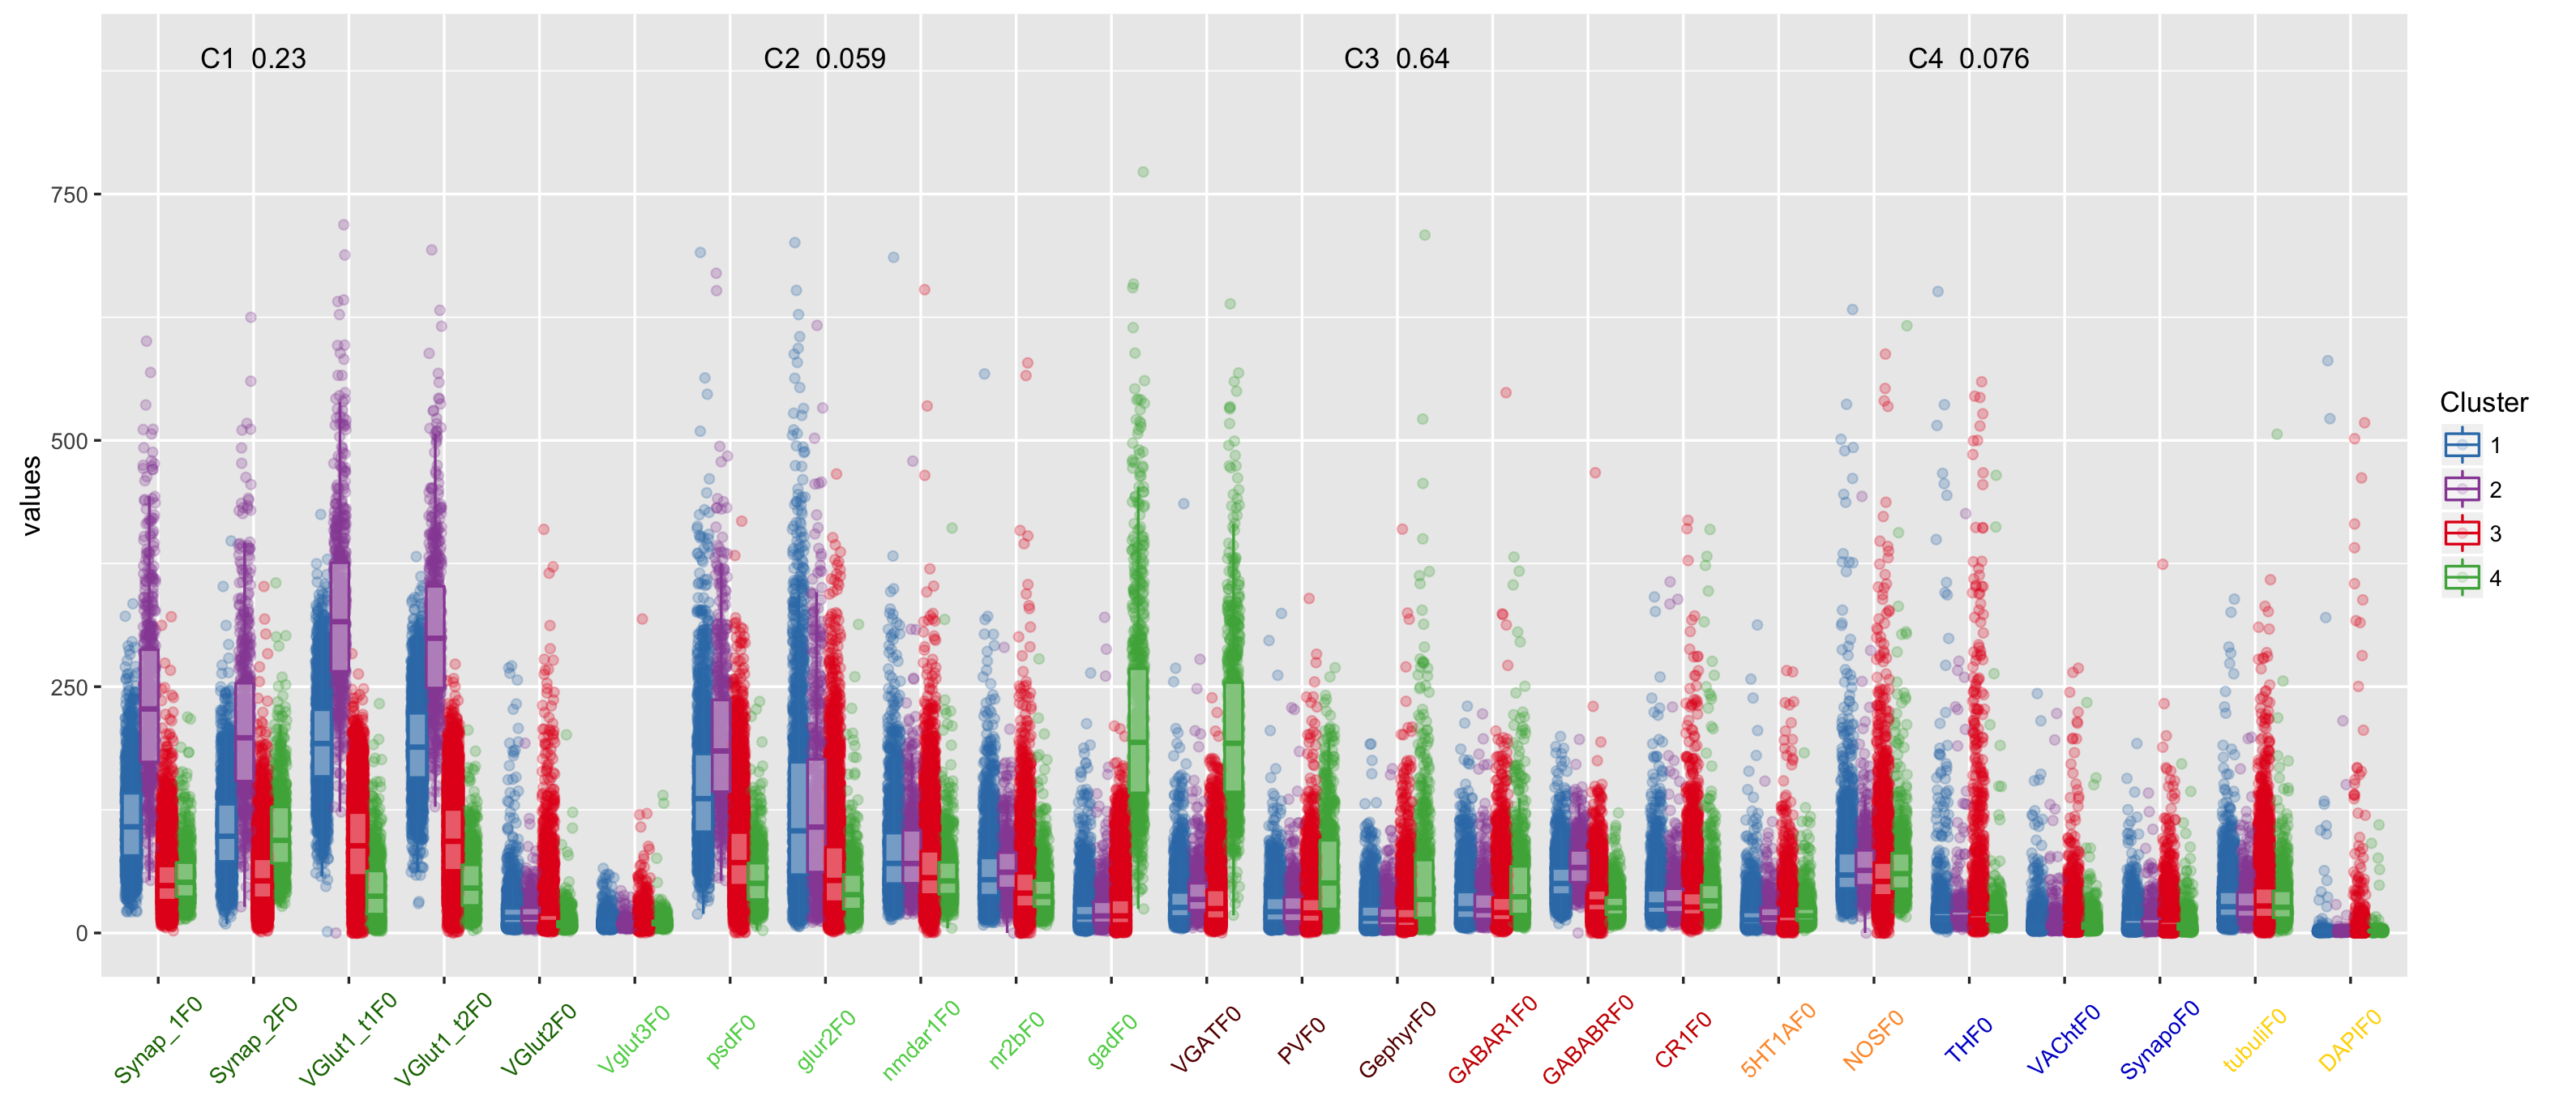 C1 0.23
C2 0.059
C3 0.64
C4 0.076
values
750
500
250
0
Synap_1F0
Synap_2F0
VGlut1_t1F0
VGlut1_t2F0
VGlut2F0
Vglut3F0
psdF0
glur2F0
nmdar1F0
nr2bF0
gadF0
VGATF0
PVF0
GephyrF0
GABAR1F0
GABABRF0
CR1F0
5HT1AF0
NOSF0
THF0
VAChtF0
SynapoF0
tubuliF0
DAPIF0
Cluster
1
2
3
4